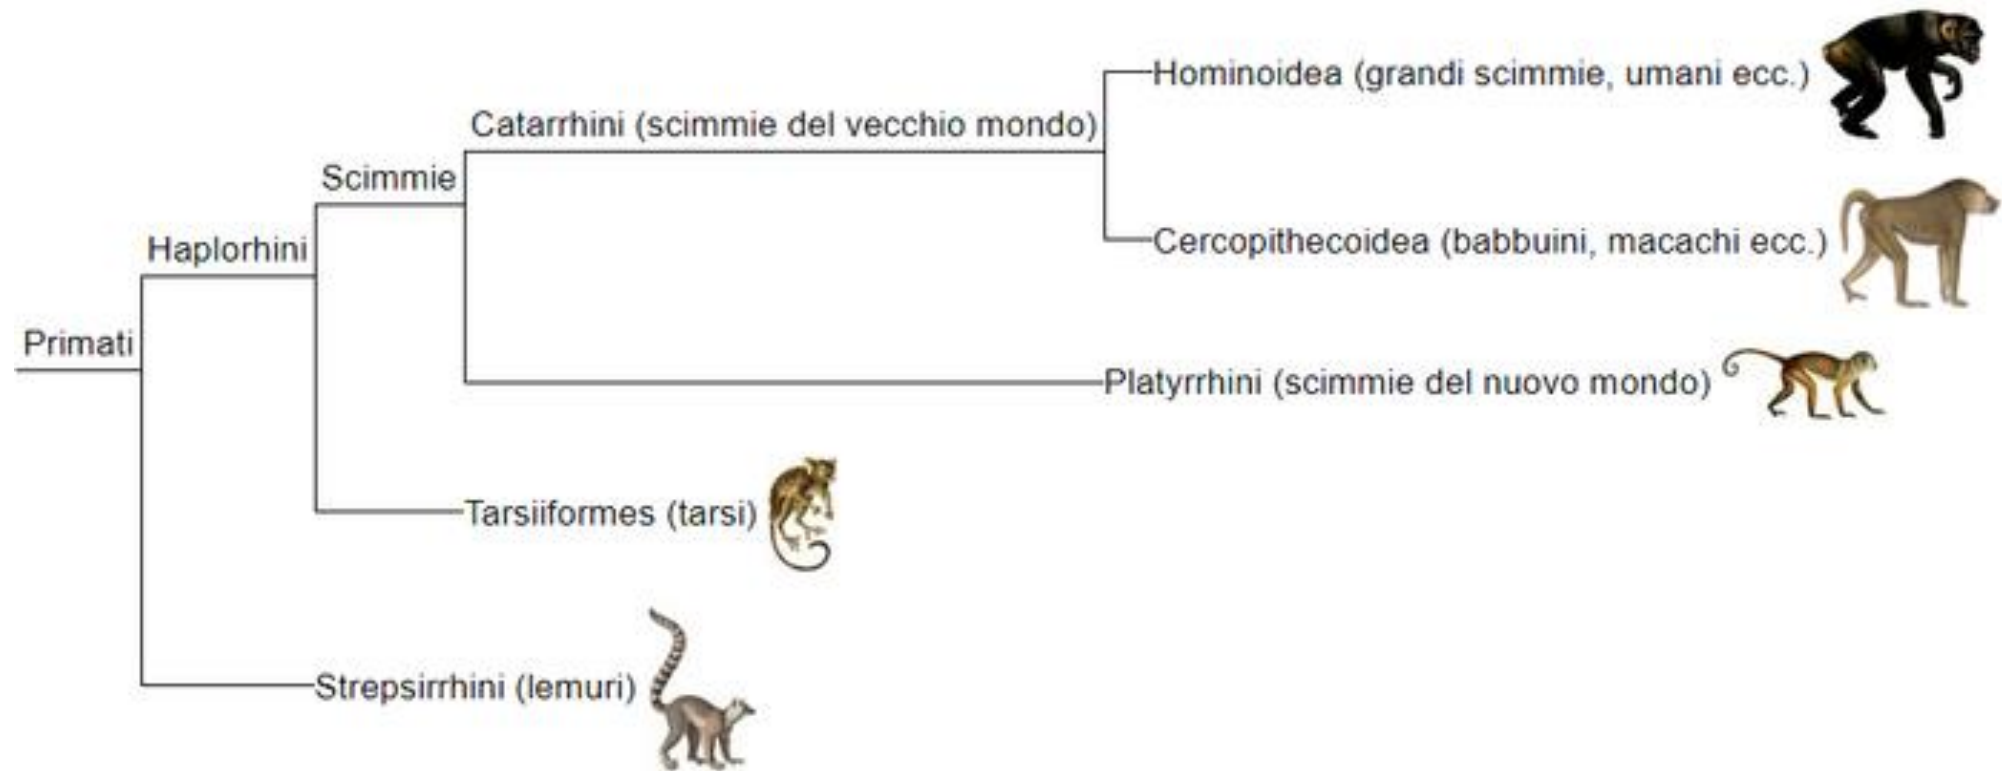 Hominoidea (grandi scimmie, umani ecc.)
Catarrhini (scimmie del vecchio mondo)
Scimmie
Cercopithecoidea (babbuini, macachi ecc.)
Haplorhini
Primati
Platyrrhini (scimmie del nuovo mondo)
Tarsiiformes (tarsi)
Strepsirrhini (lemuri)